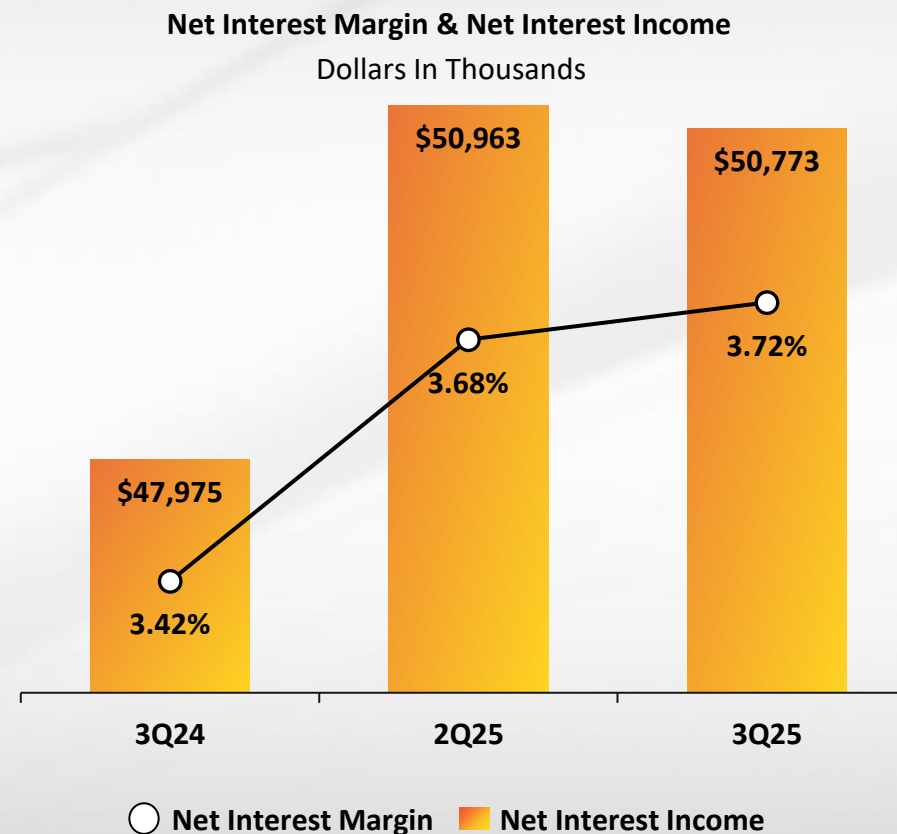 Net Interest Margin & Net Interest Income
Dollars In Thousands
$50,963
$50,773
$47,975
3.68%
3.72%
3.42%
3Q24 2Q25 3Q25
Net Interest Margin Net Interest Income